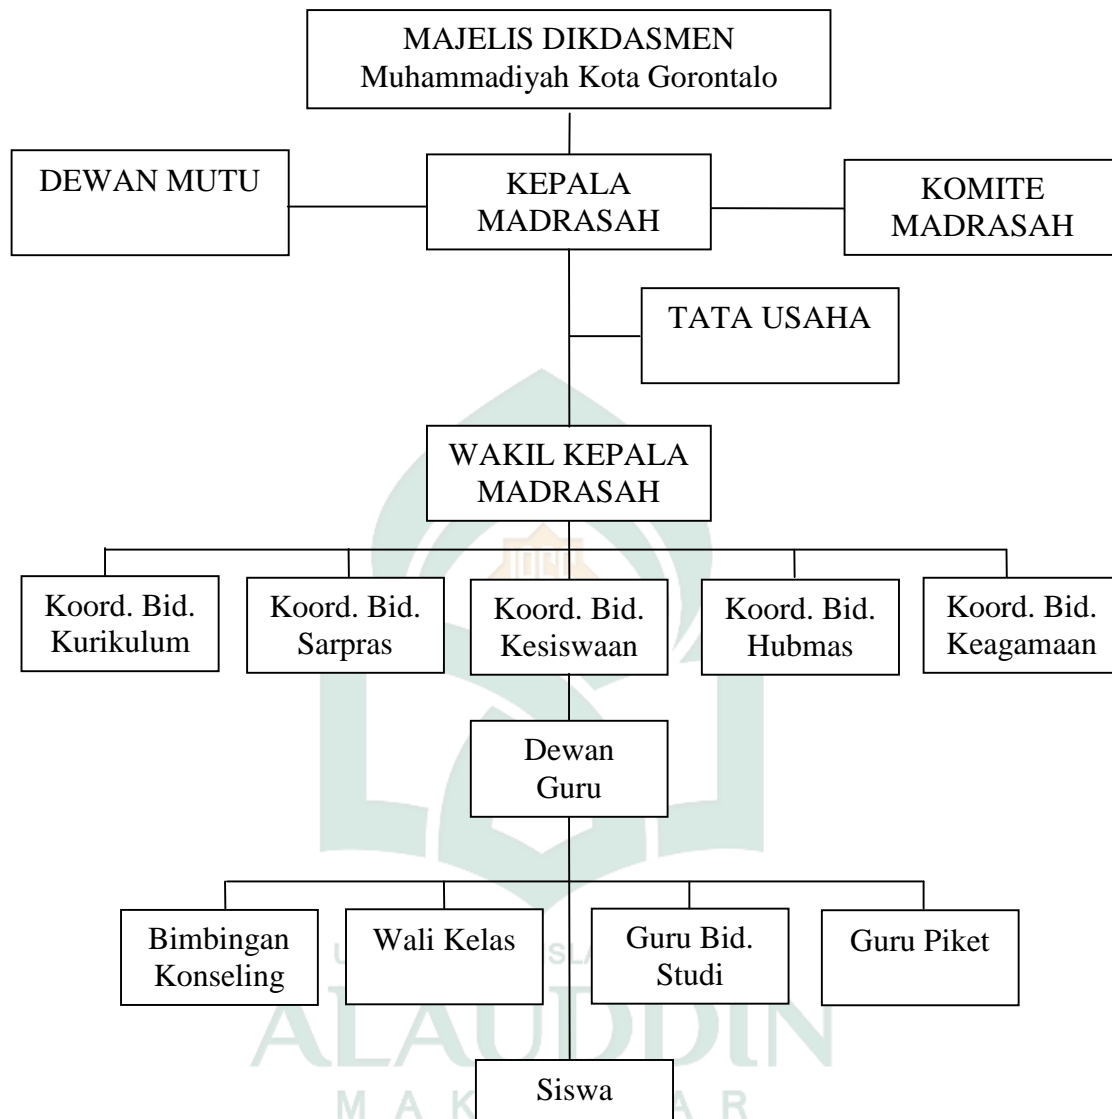 MAJELIS DIKDASMEN
Muhammadiyah Kota Gorontalo
DEWAN MUTU
KEPALA
MADRASAH
KOMITE
MADRASAH
TATA USAHA
WAKIL KEPALA
MADRASAH
Koord. Bid.
Kurikulum
Koord. Bid.
Sarpras
Koord. Bid.
Kesiswaan
Koord. Bid.
Hubmas
Koord. Bid.
Keagamaan
Dewan
Guru
Bimbingan
Konseling
Wali Kelas
Guru Bid.
Studi
Guru Piket
ALAUDDIN
Siswa